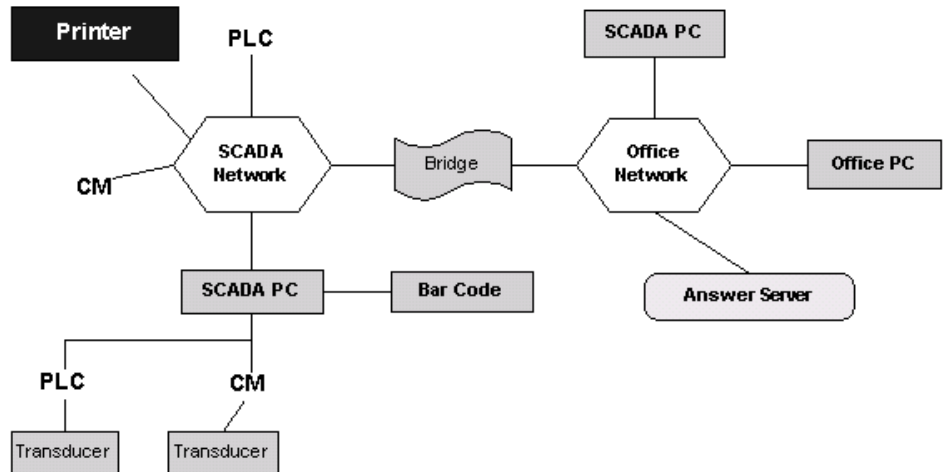 Printer
PLC
SCADA PC
CM
SCADA
Network
Bridge
Office
Network
Office PC
SCADA PC
Bar Code
Answer Server
PLC
CM
Transducer
Transducer